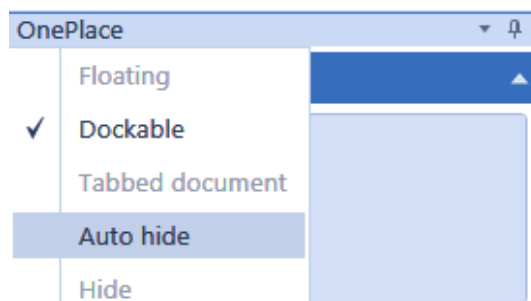 OnePlace
Floating
Dockable
Tabbed document
Auto hide
Hide